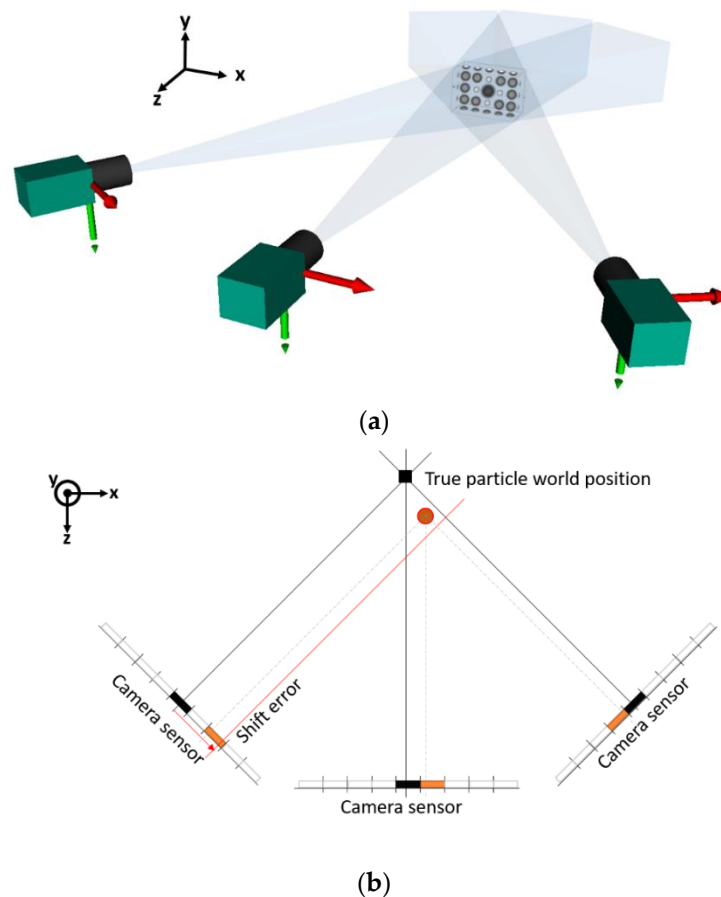 y
x
z
(a)
True particle world position
y
x
z
Camera sensor
Shift error
Camera sensor
Camera sensor
(b)